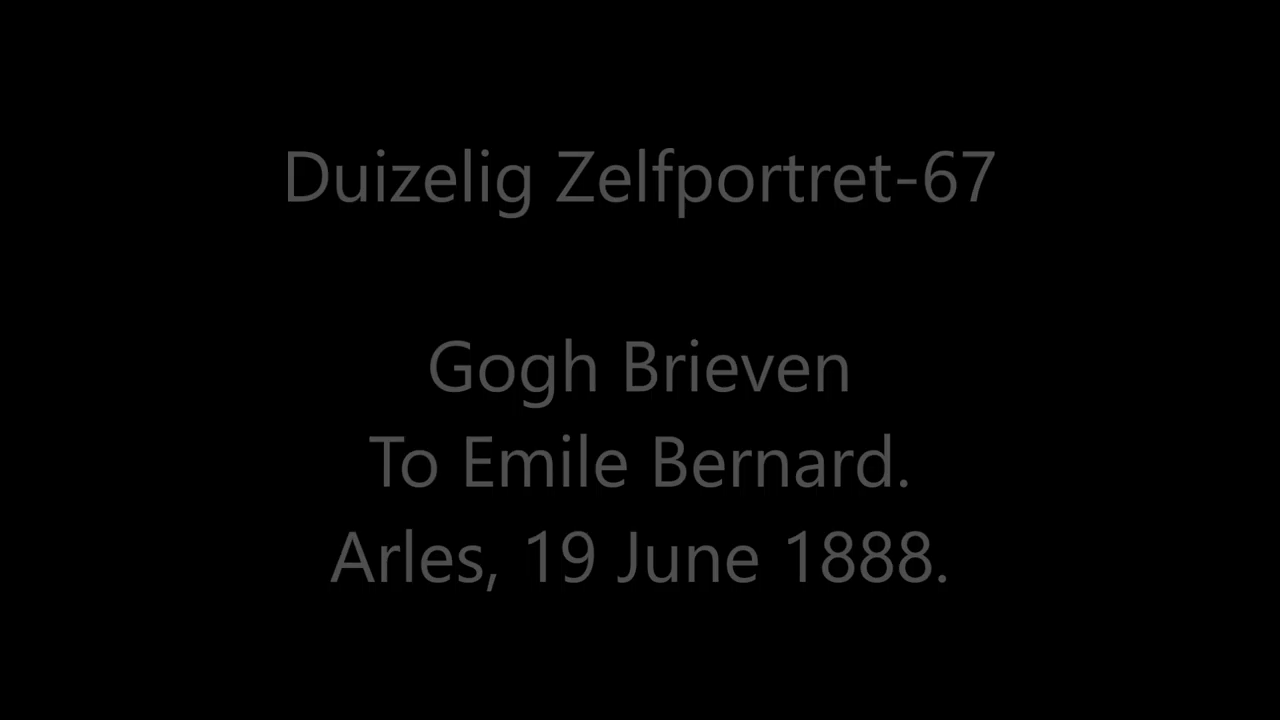 Duizelig Zelfportret-67
Gogh Brieven
To Emile Bernard.
Arles, 19 June 1888.